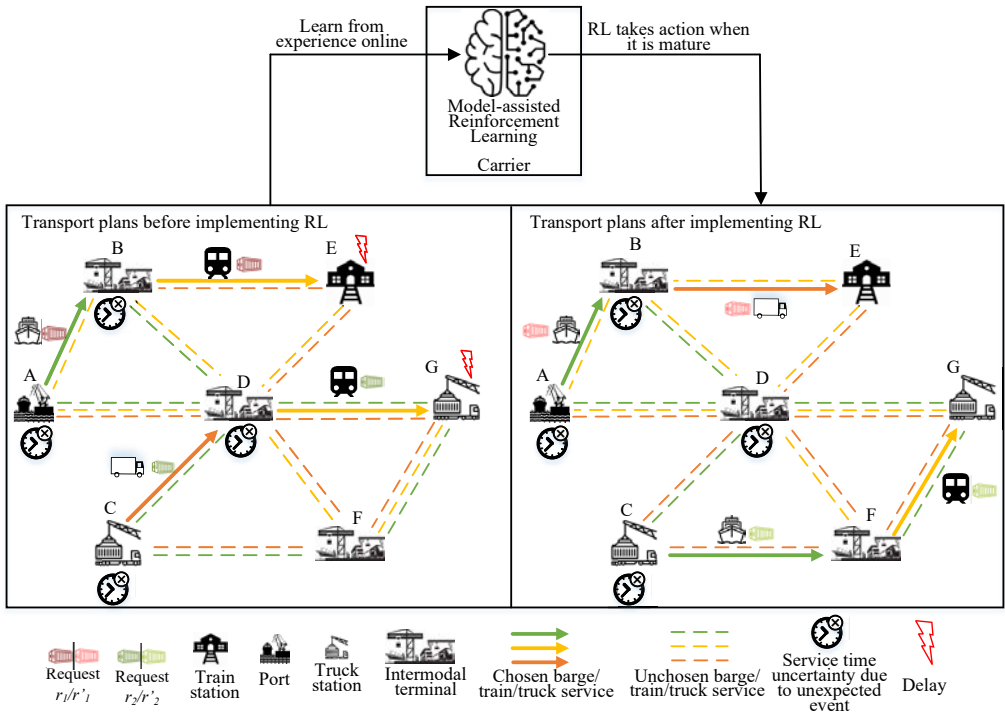 Learn from
experience online
RL takes action when
it is mature
Model-assisted
Reinforcement
Learning
Carrier
Transport plans before implementing RL
B
E
A
D
G
C
F
Transport plans after implementing RL
B
E
A
D
G
C
F
Request
r1/r'1
Request
r2/r'2
Train
station
Port
Truck
station
Intermodal
terminal
Chosen barge/
train/truck service
Unchosen barge/
train/truck service
Service time
uncertainty due
to unexpected
event
Delay